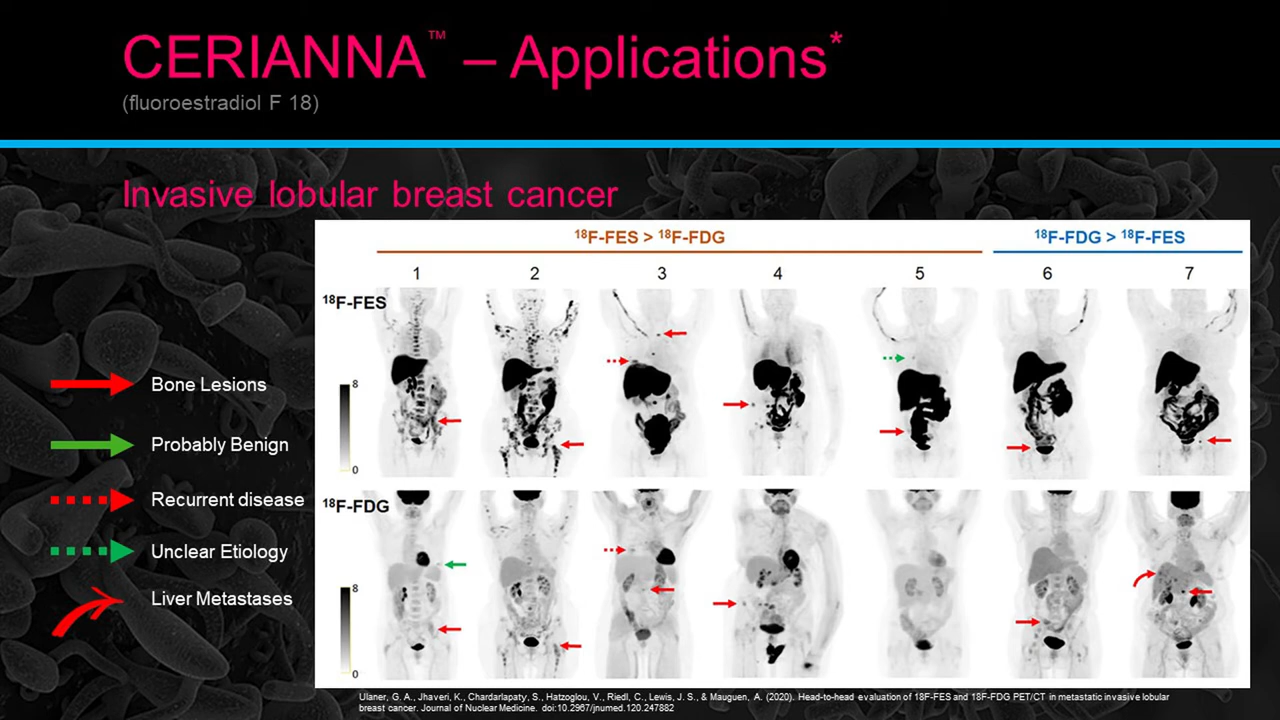 CERIANNA™ – Applications*
(fluoroestradiol F 18)
Invasive lobular breast cancer
18F-FES > 18F-FDG
18F-FDG > 18F-FES
1 2 3 4 5 6 7
18F-FES
8
0
18F-FDG
8
0
Bone Lesions
Probably Benign
Recurrent disease
Unclear Etiology
Liver Metastases
Ulaner, G. A., Jhaveri, K., Chardarlapaty, S., Hatzoglou, V., Riedl, C., Lewis, J. S., & Mauguen, A. (2020). Head-to-head evaluation of 18F-FES and 18F-FDG PET/CT in metastatic invasive lobular
breast cancer. Journal of Nuclear Medicine. doi:10.2967/jnumed.120.247882